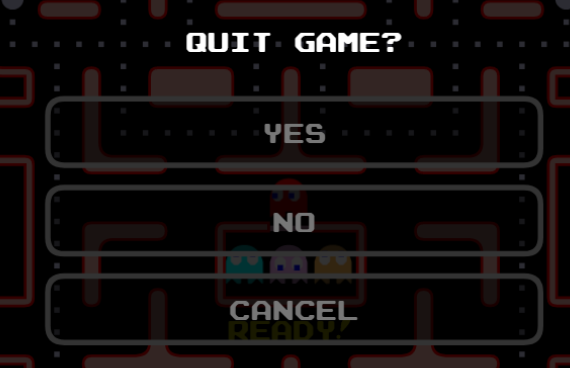 QUIT GAME?
YES
NO
CANCEL
READY!